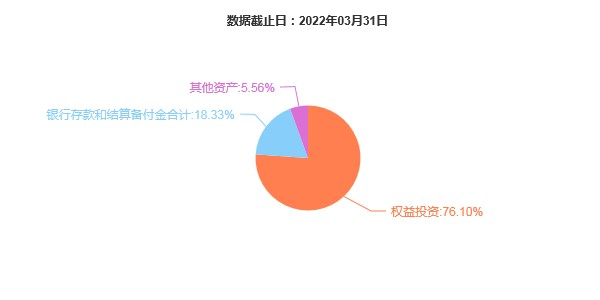 数据截止日：2022年03月31日
其他资产:5.56%
银行存款和结算备付金合计:18.33%
权益投资:76.10%